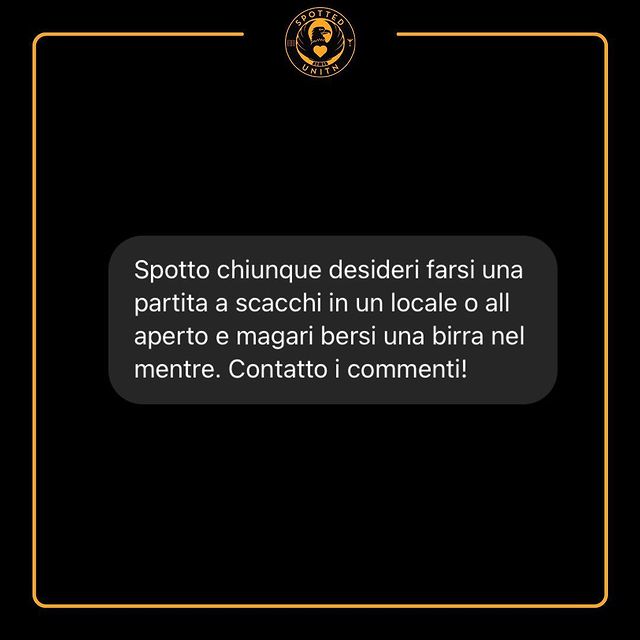 SPOTTED
UNITN
Spotto chiunque desideri farsi una
partita a scacchi in un locale o all
aperto e magari bersi una birra nel
mentre. Contatto i commenti!